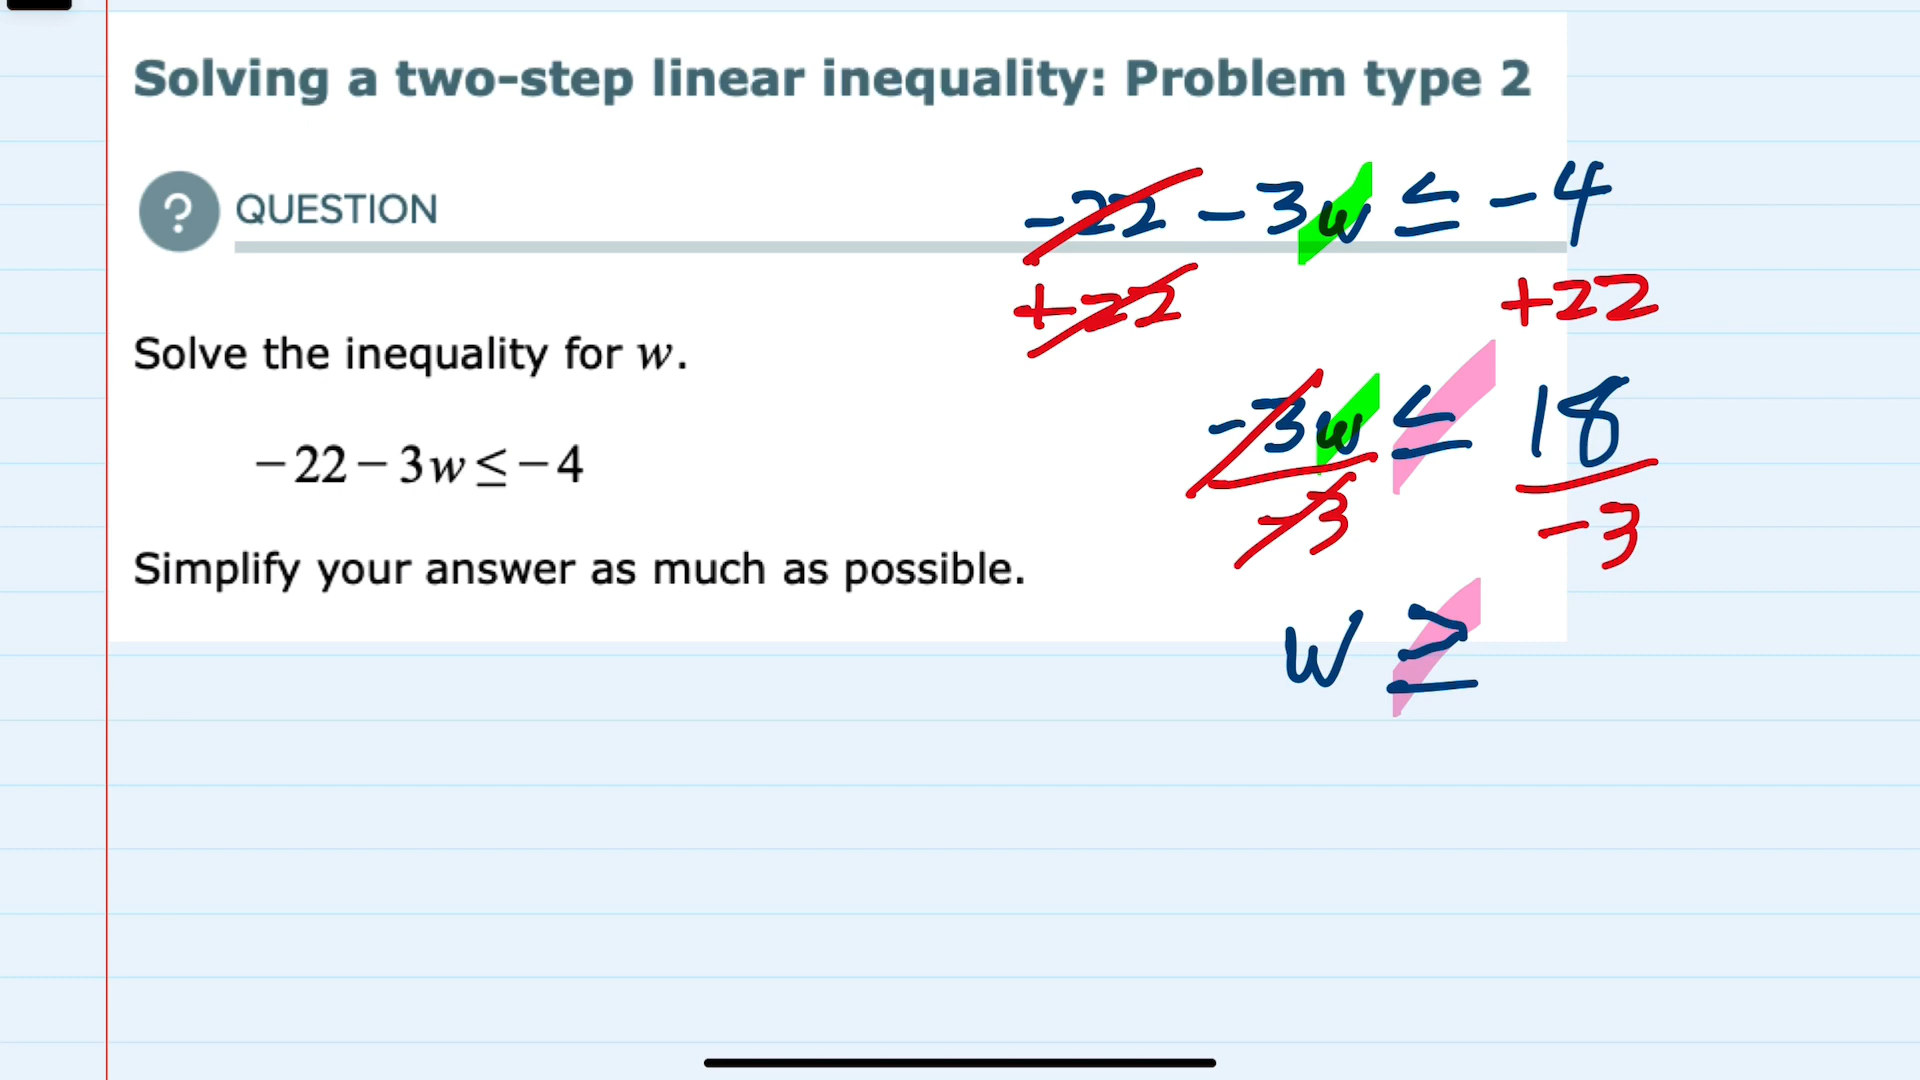 Solving a two-step linear inequality: Problem type 2
? QUESTION
Solve the inequality for w.
−22−3w≤−4
Simplify your answer as much as possible.
-22 -3w ≤ -4
+22 +22
-3w ≤ 18
-3 -3
w ≥